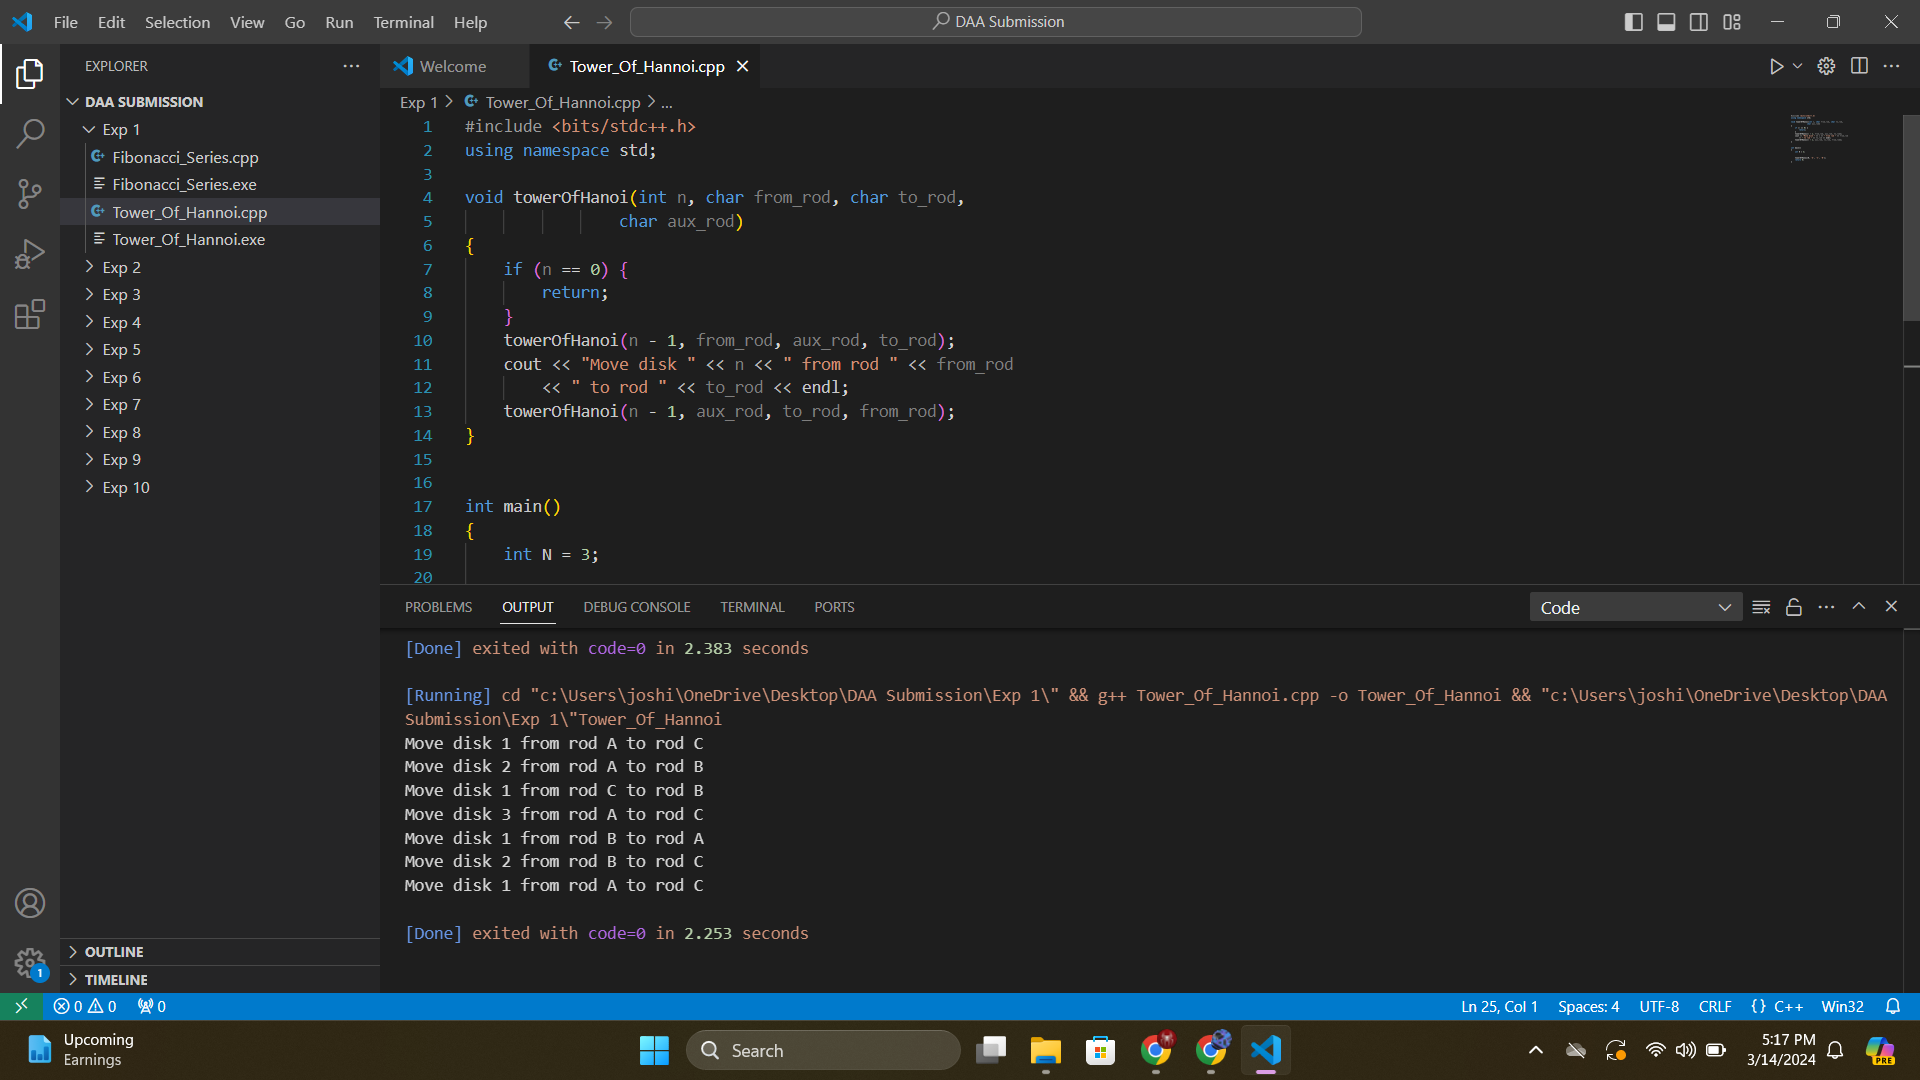 File Edit Selection View Go Run Terminal Help
DAA Submission
EXPLORER
DAA SUBMISSION
Exp 1
Fibonacci_Series.cpp
Fibonacci_Series.exe
Tower_Of_Hannoi.cpp
Tower_Of_Hannoi.exe
Exp 2
Exp 3
Exp 4
Exp 5
Exp 6
Exp 7
Exp 8
Exp 9
Exp 10
OUTLINE
TIMELINE
Welcome
Tower_Of_Hannoi.cpp
Exp 1 > Tower_Of_Hannoi.cpp > ...
1 #include <bits/stdc++.h>
2 using namespace std;
3
4 void towerOfHanoi(int n, char from_rod, char to_rod,
5 char aux_rod)
6 {
7 if (n == 0) {
8 return;
9 }
10 towerOfHanoi(n - 1, from_rod, aux_rod, to_rod);
11 cout << "Move disk " << n << " from rod " << from_rod
12 << " to rod " << to_rod << endl;
13 towerOfHanoi(n - 1, aux_rod, to_rod, from_rod);
14 }
15
16
17 int main()
18 {
19 int N = 3;
20
PROBLEMS OUTPUT DEBUG CONSOLE TERMINAL PORTS
Code
[Done] exited with code=0 in 2.383 seconds
[Running] cd "c:\Users\joshi\OneDrive\Desktop\DAA Submission\Exp 1\" && g++ Tower_Of_Hannoi.cpp -o Tower_Of_Hannoi && "c:\Users\joshi\OneDrive\Desktop\DAA
Submission\Exp 1\"Tower_Of_Hannoi
Move disk 1 from rod A to rod C
Move disk 2 from rod A to rod B
Move disk 1 from rod C to rod B
Move disk 3 from rod A to rod C
Move disk 1 from rod B to rod A
Move disk 2 from rod B to rod C
Move disk 1 from rod A to rod C
[Done] exited with code=0 in 2.253 seconds
1
0 0 0
Ln 25, Col 1 Spaces: 4 UTF-8 CRLF {} C++ Win32
Upcoming
Earnings
Search
5:17 PM
3/14/2024
PRE